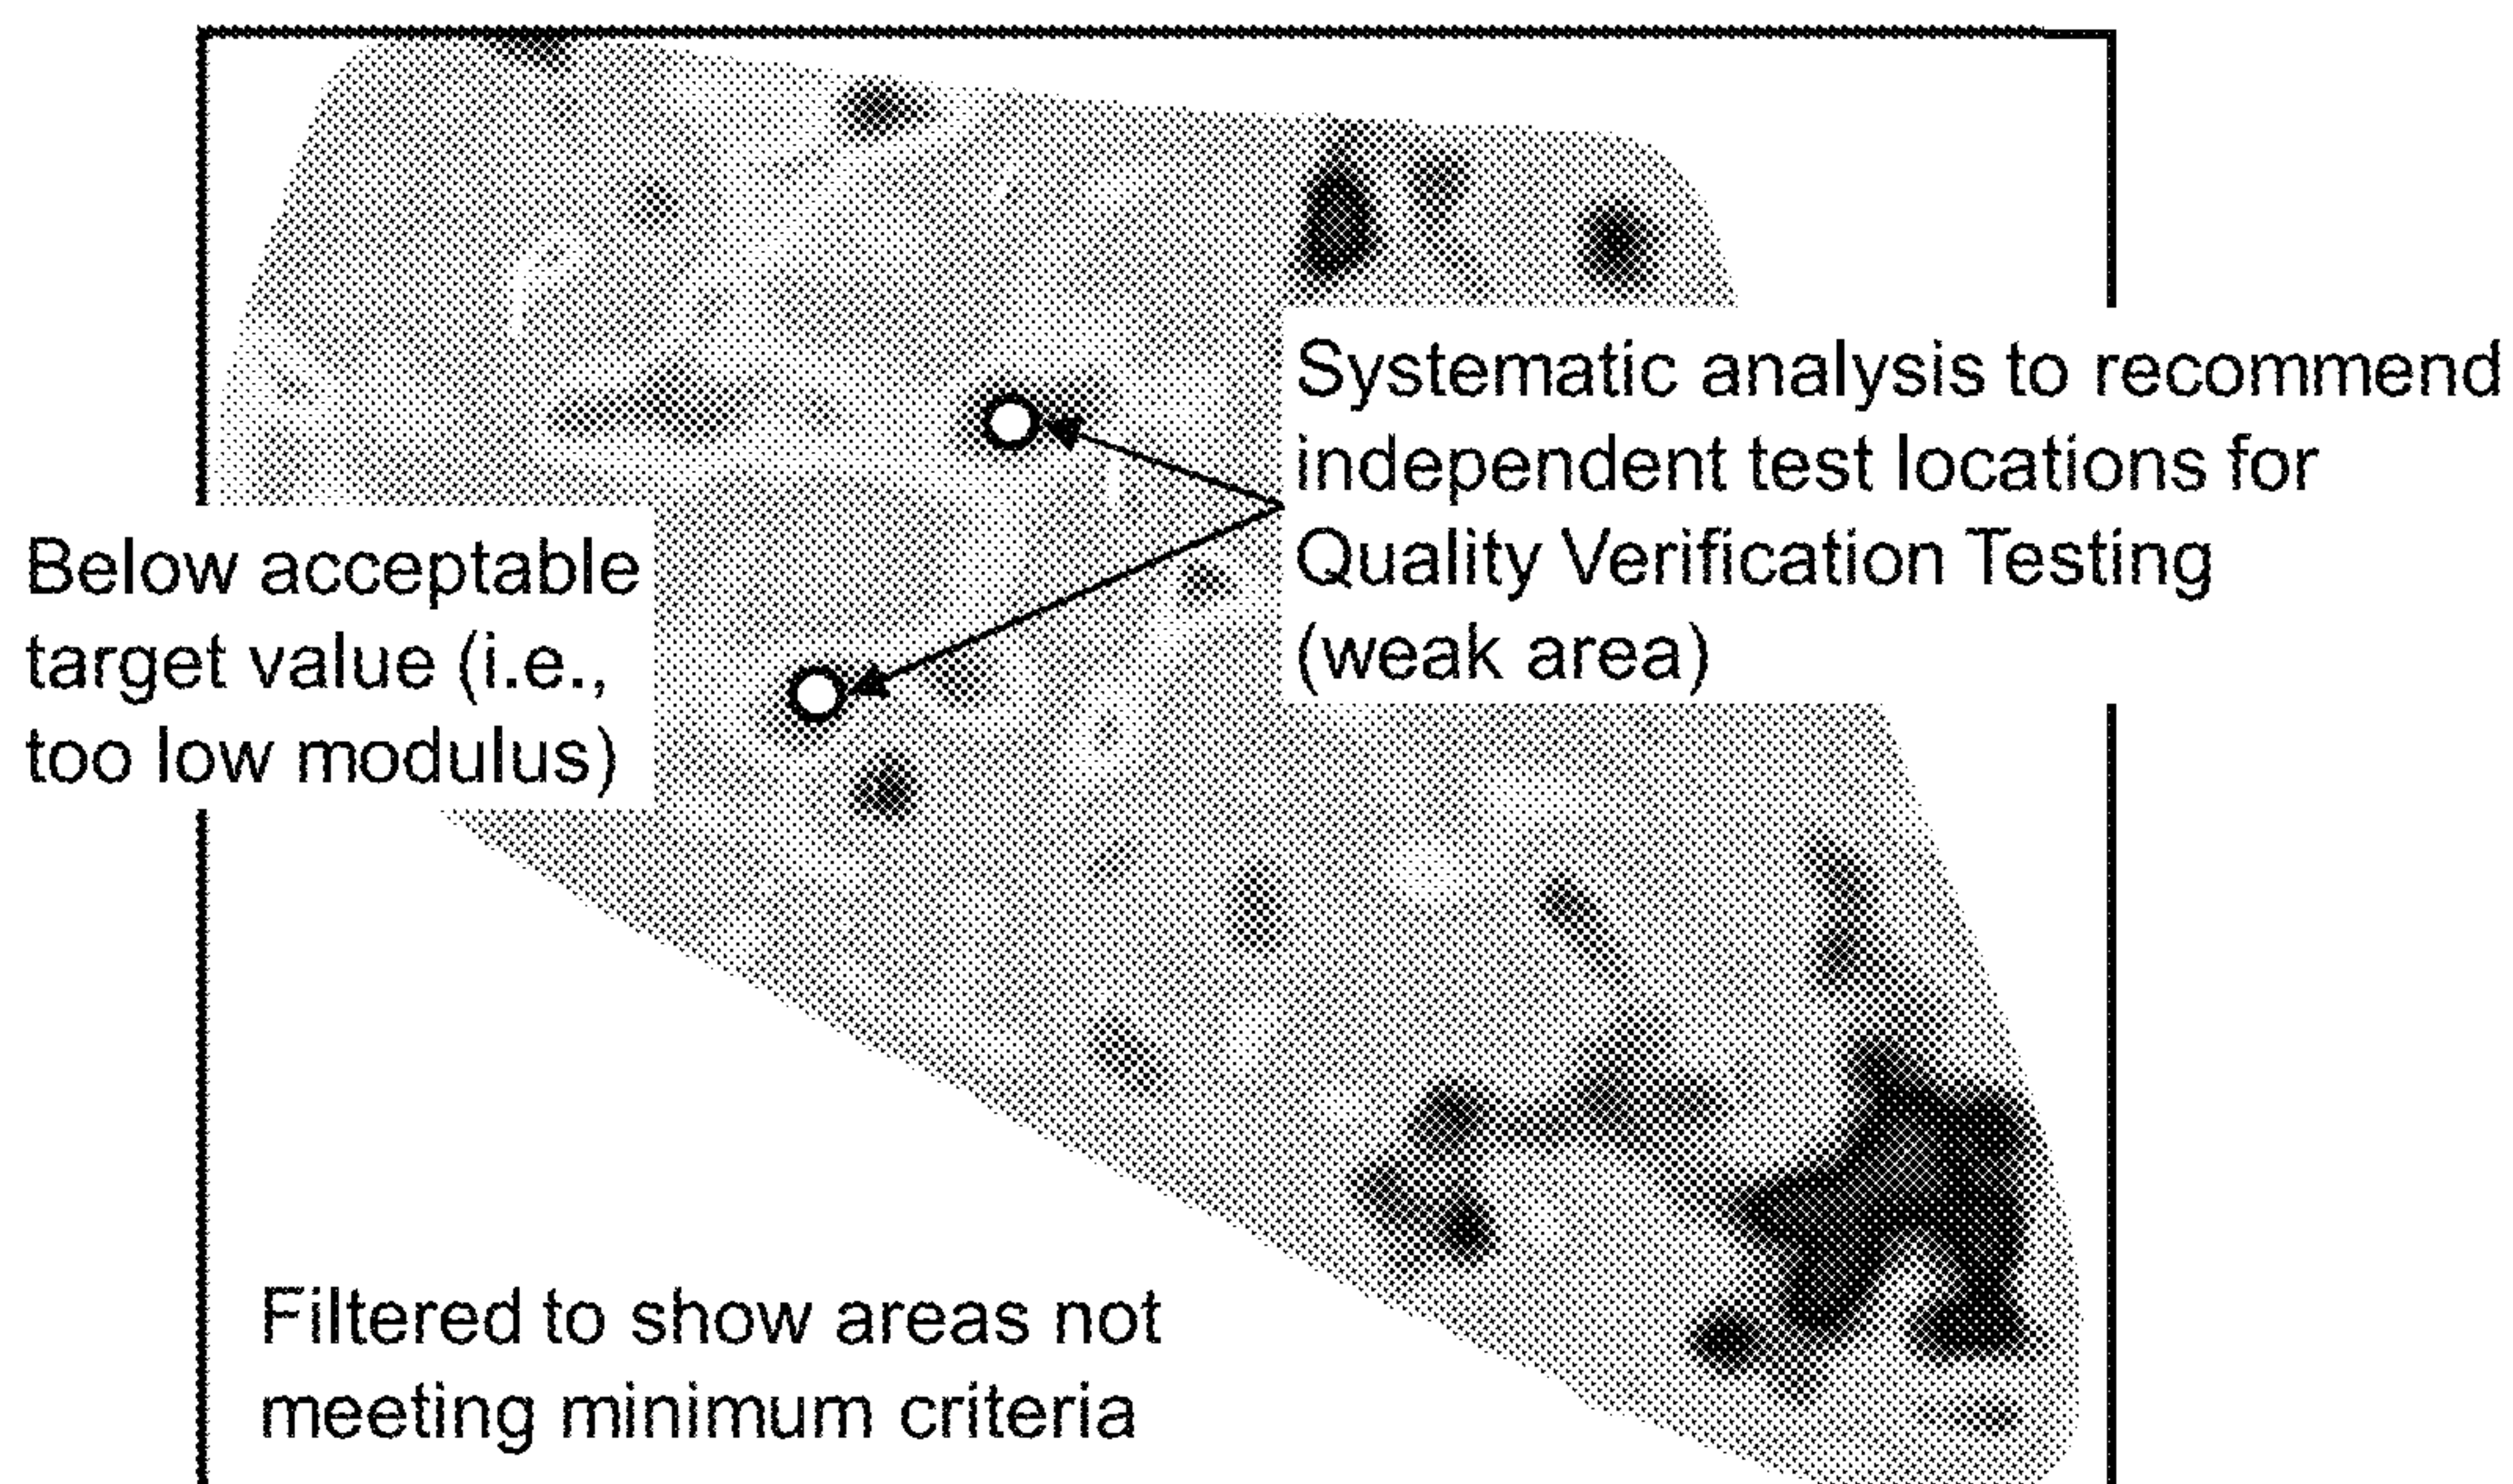 Systematic analysis to recommend
independent test locations for
Quality Verification Testing
(weak area)
Below acceptable
target value (i.e.,
too low modulus)
Filtered to show areas not
meeting minimum criteria